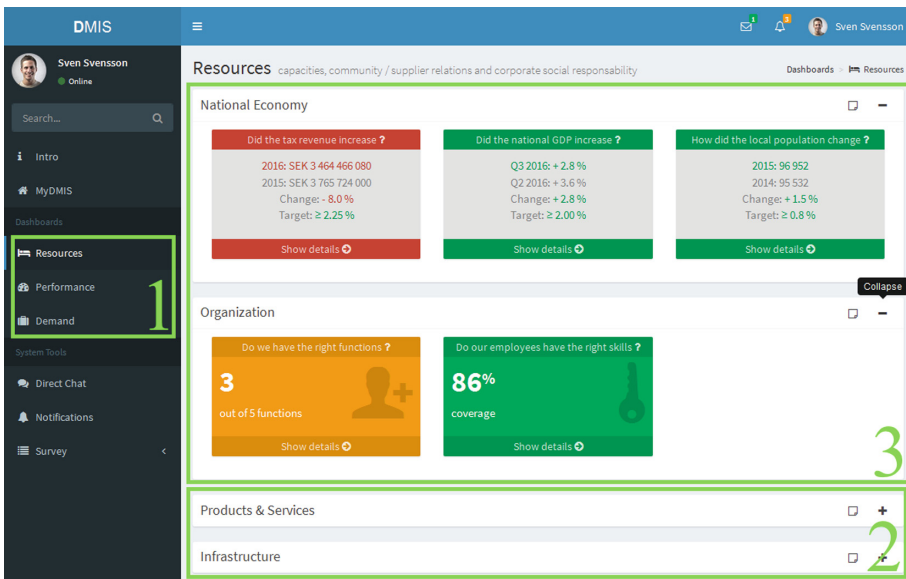 DMIS
1
3
Sven Svensson
Sven Svensson
Online
Search...
Intro
MyDMIS
Dashboards
Resources
Performance
Demand
1
System Tools
Direct Chat
Notifications
Survey
Resources capacities, community / supplier relations and corporate social responsability
Dashboards > Resources
National Economy
Did the tax revenue increase ?
2016: SEK 3 464 466 080
2015: SEK 3 765 724 000
Change: - 8.0 %
Target: ≥ 2.25 %
Show details
Did the national GDP increase ?
Q3 2016: + 2.8 %
Q2 2016: + 3.6 %
Change: + 2.8 %
Target: ≥ 2.00 %
Show details
How did the local population change ?
2015: 96 952
2014: 95 532
Change: + 1.5 %
Target: ≥ 0.8 %
Show details
Collapse
Organization
Do we have the right functions ?
3
out of 5 functions
Show details
Do our employees have the right skills ?
86%
coverage
Show details
3
Products & Services
2
Infrastructure